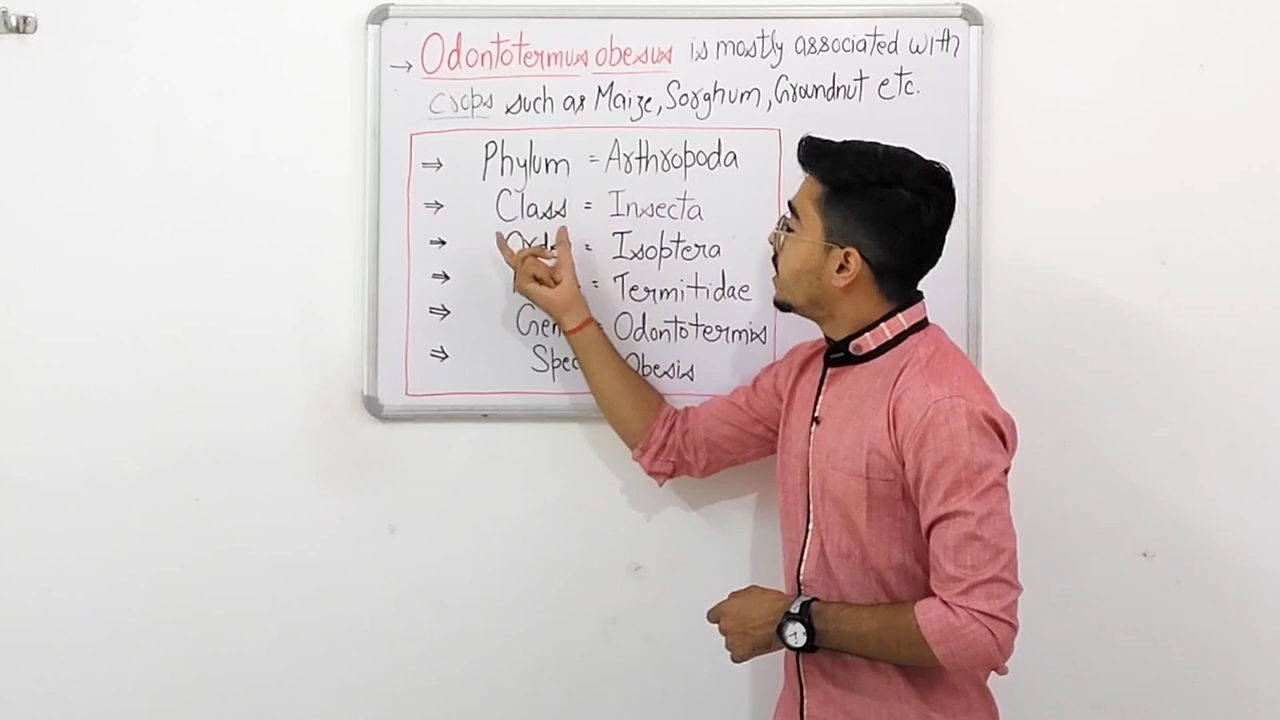 → Odontotermus obesus is mostly associated with
crops such as Maize, Sorghum, Groundnut etc.
⇒ Phylum = Arthropoda
⇒ Class = Insecta
⇒ = Isoptera
⇒ = Termitidae
⇒ = Odontotermis
⇒ Obesis